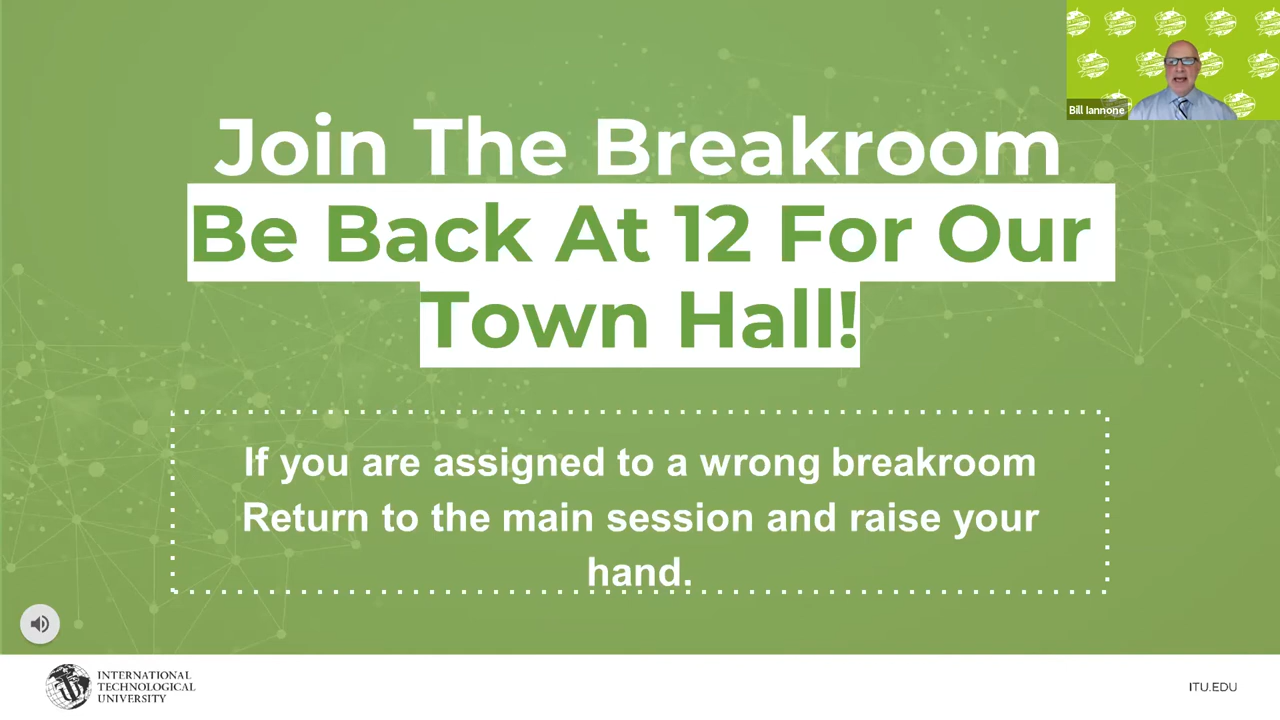 Bill Iannone
Join The Breakroom
Be Back At 12 For Our
Town Hall!
If you are assigned to a wrong breakroom
Return to the main session and raise your
hand.
INTERNATIONAL
TECHNOLOGICAL
UNIVERSITY
ITU.EDU